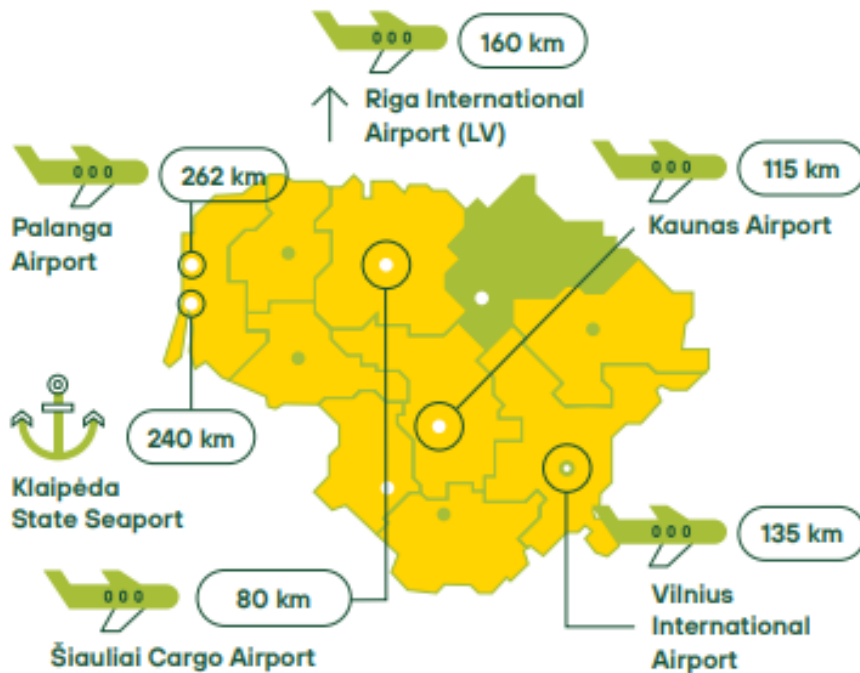 160 km
Riga International
Airport (LV)
262 km
Palanga
Airport
115 km
Kaunas Airport
240 km
Klaipėda
State Seaport
135 km
Vilnius
International
Airport
80 km
Šiauliai Cargo Airport